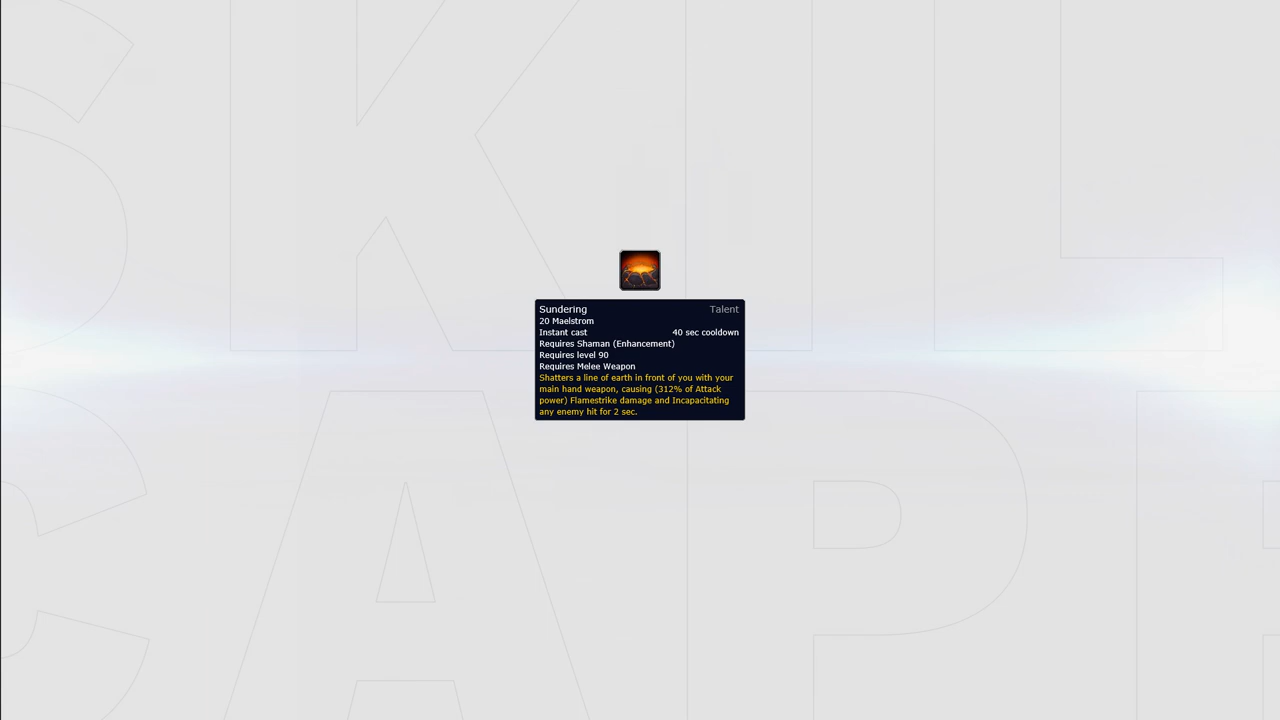 SKILL
CAPPE
Sundering Talent
20 Maelstrom
Instant cast 40 sec cooldown
Requires Shaman (Enhancement)
Requires level 90
Requires Melee Weapon
Shatters a line of earth in front of you with your
main hand weapon, causing (312% of Attack
power) Flamestrike damage and Incapacitating
any enemy hit for 2 sec.